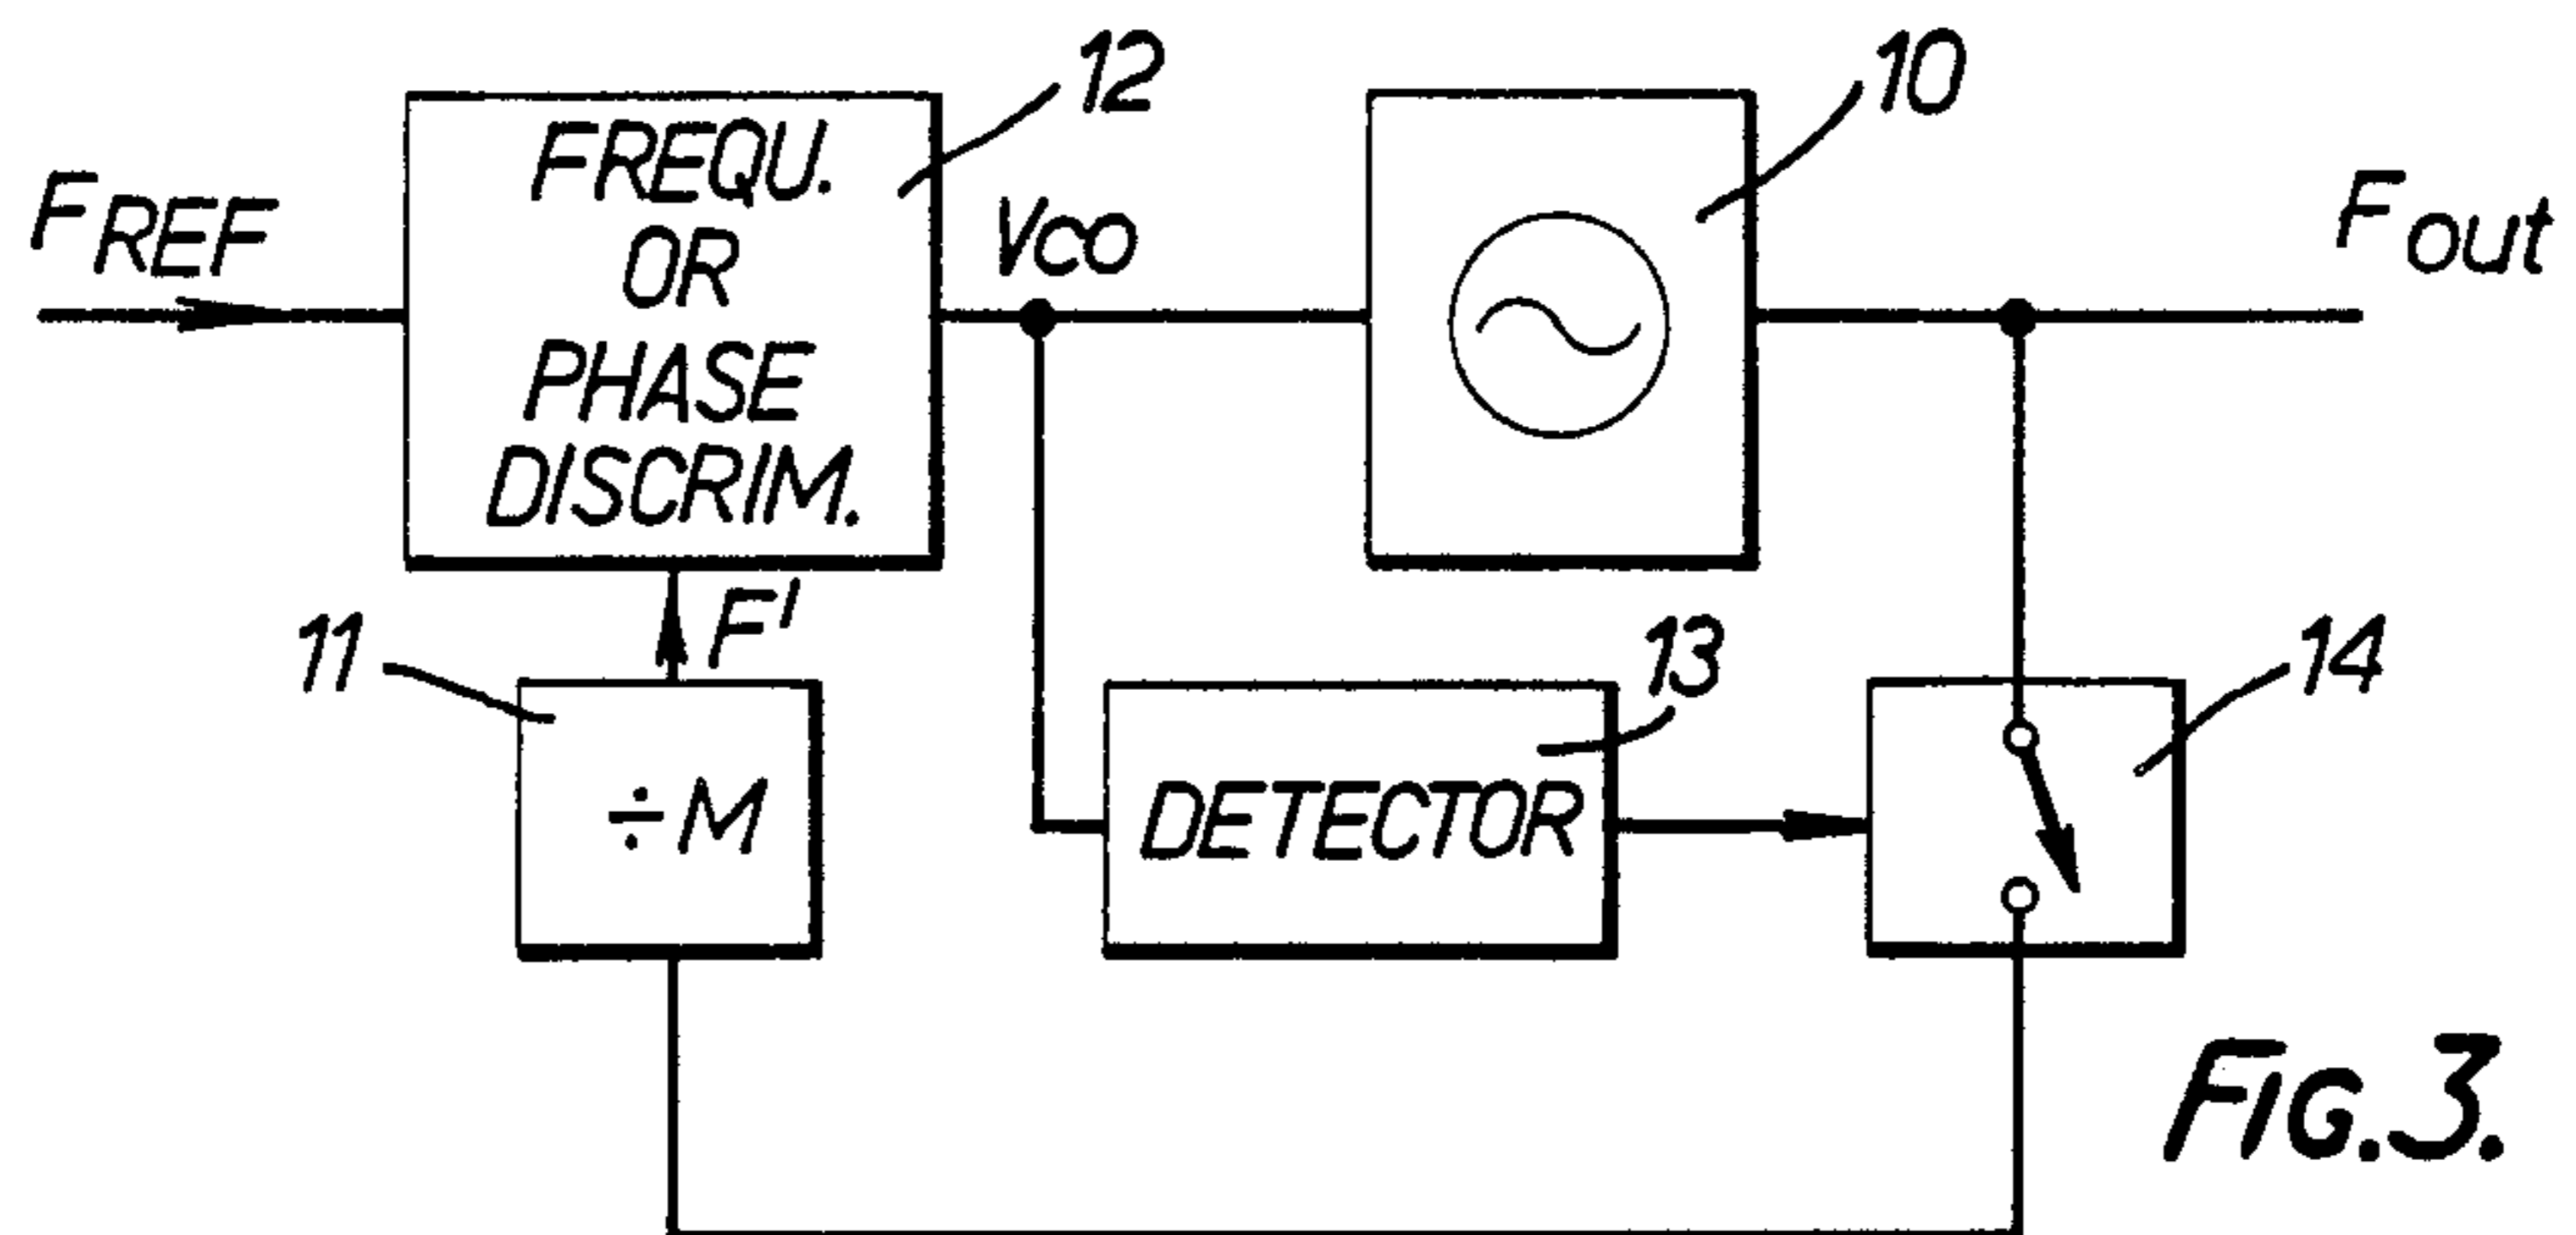 12
10
FREF
FREQU.
OR
PHASE
DISCRIM.
VCO
Fout
11
F'
13
14
÷M
DETECTOR
FIG.3.